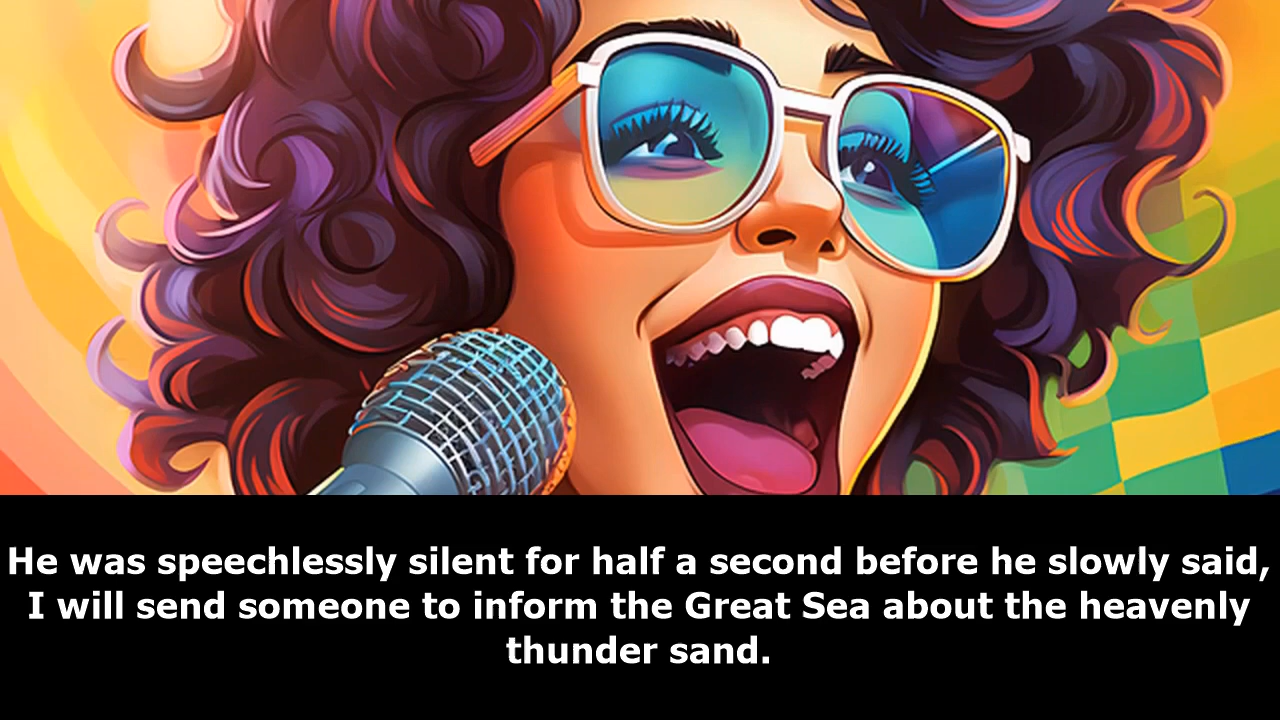 He was speechlessly silent for half a second before he slowly said,
I will send someone to inform the Great Sea about the heavenly
thunder sand.